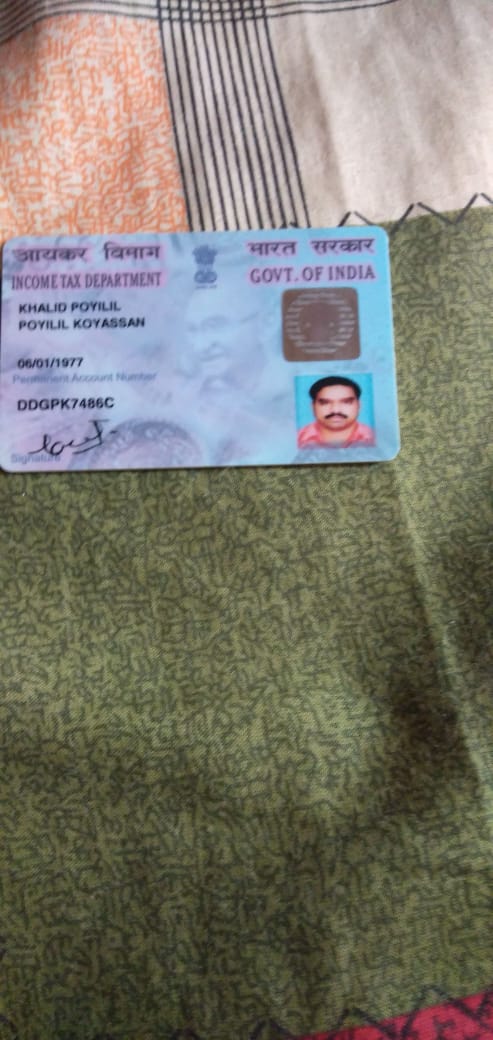 आयकर विभाग
INCOME TAX DEPARTMENT
भारत सरकार
GOVT. OF INDIA
KHALID POYILIL
POYILIL KOYASSAN
06/01/1977
Permanent Account Number
DDGPK7486C
Signature